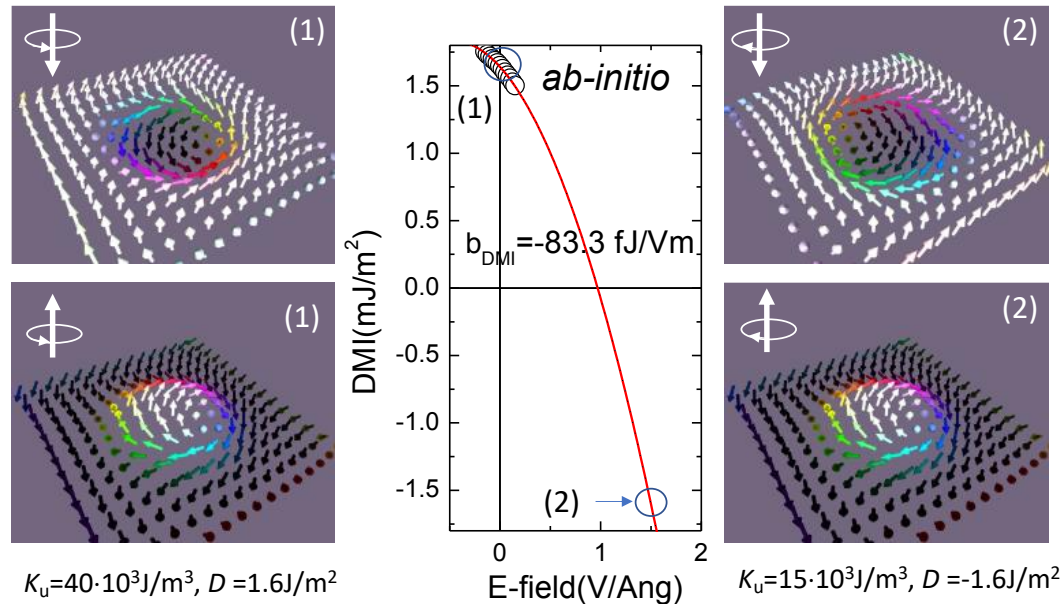 (1)
(2)
ab-initio
1.5
(1)
1.0
0.5
b_DMI=-83.3 fJ/Vm
0.0
-0.5
-1.0
-1.5
(2)
DMI(mJ/m²)
0 1 2
E-field(V/Ang)
(1)
(2)
K_u=40·10³J/m³, D =1.6J/m²
K_u=15·10³J/m³, D =-1.6J/m²